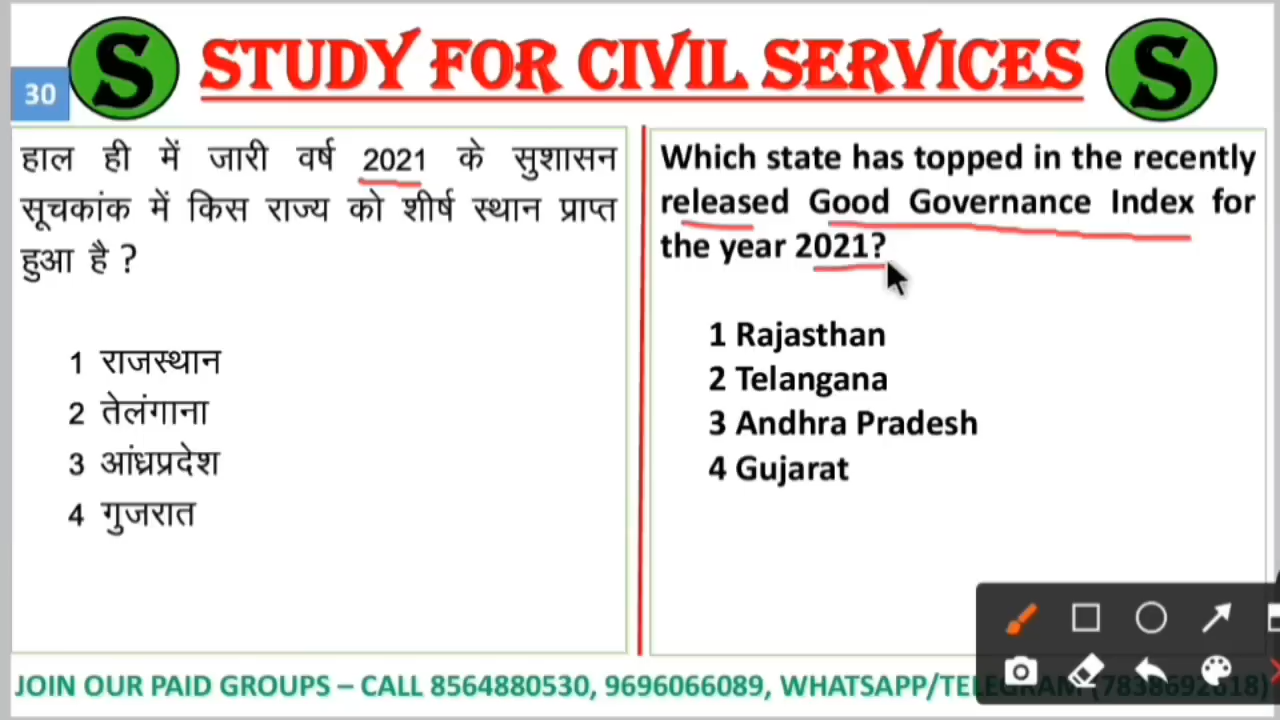 S STUDY FOR CIVIL SERVICES S
30
हाल ही में जारी वर्ष 2021 के सुशासन
सूचकांक में किस राज्य को शीर्ष स्थान प्राप्त
हुआ है ?
1 राजस्थान
2 तेलंगाना
3 आंध्रप्रदेश
4 गुजरात
Which state has topped in the recently
released Good Governance Index for
the year 2021?
1 Rajasthan
2 Telangana
3 Andhra Pradesh
4 Gujarat
JOIN OUR PAID GROUPS – CALL 8564880530, 9696066089, WHATSAPP/TELEGRAM